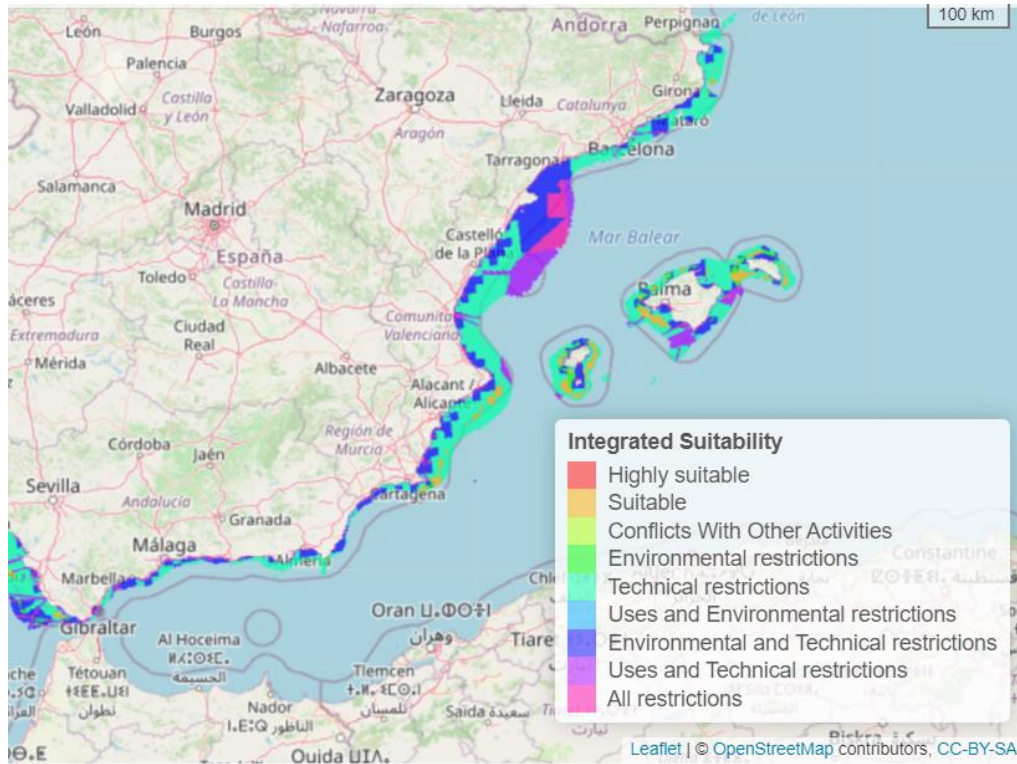 León
Burgos
Navarra
-Nafarroa-
Andorra
Perpignan
de León
100 km
Palencia
Valladolid
Castilla
y León
Zaragoza
Lleida
Catalunya
Girona
Aragón
Barcelona
Tarragona
Salamanca
Madrid
España
Castelló
de la Plana
Mar Balear
Toledo
Castilla-
La Mancha
Palma
Comunitat
Valenciana
Extremadura
Ciudad
Real
Mérida
Albacete
Alacant /
Alicante
Región de
Murcia
Córdoba
Jaén
Sevilla
Andalucía
Cartagena
Granada
Málaga
Almería
Marbella
Gibraltar
Al Hoceima
الحسيمة
Oran
وهران
Tétouan
تطوان
Tlemcen
تلمسان
Nador
الناظور
Saïda سعيدة
Oujda
Constantine
Biskra بسكرة
Integrated Suitability
Highly suitable
Suitable
Conflicts With Other Activities
Environmental restrictions
Technical restrictions
Uses and Environmental restrictions
Environmental and Technical restrictions
Uses and Technical restrictions
All restrictions
Leaflet | © OpenStreetMap contributors, CC-BY-SA